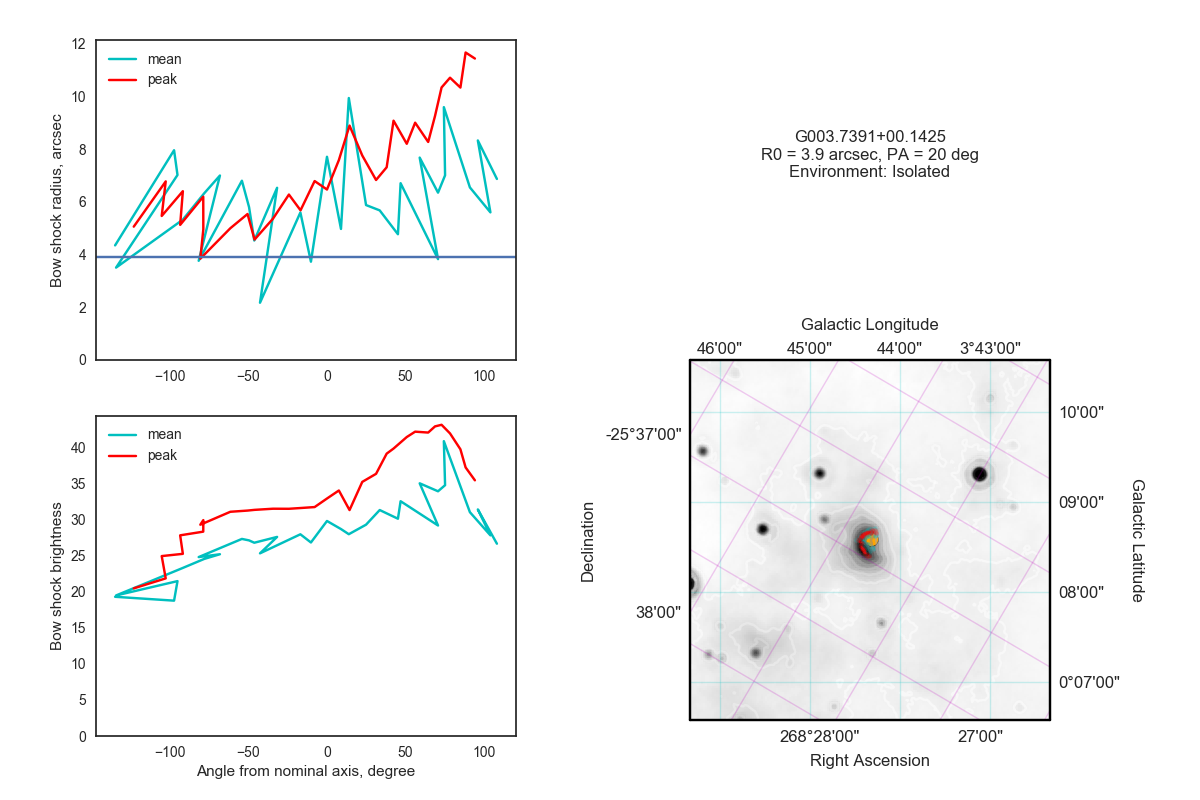 12
10
8
6
4
2
0
mean
peak
Bow shock radius, arcsec
−100
−50
0
50
100
40
35
30
25
20
15
10
5
0
mean
peak
Bow shock brightness
−100
−50
0
50
100
Angle from nominal axis, degree
G003.7391+00.1425
R0 = 3.9 arcsec, PA = 20 deg
Environment: Isolated
Galactic Longitude
46'00" 45'00" 44'00" 3°43'00"
-25°37'00"
38'00"
Declination
10'00"
09'00"
08'00"
0°07'00"
Galactic Latitude
268°28'00" 27'00"
Right Ascension